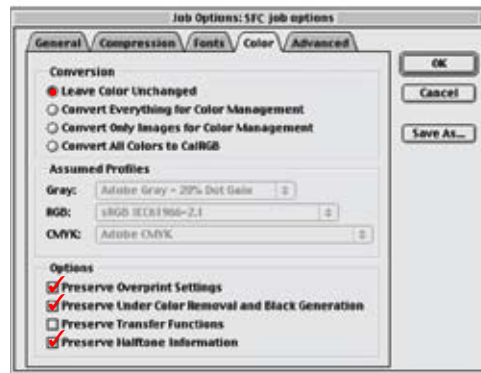 Job Options: SFC job options
General Compression Fonts Color Advanced
OK
Cancel
Save As...
Conversion
Leave Color Unchanged
Convert Everything for Color Management
Convert Only Images for Color Management
Convert All Colors to CalRGB
Assumed Profiles
Gray: Adobe Gray - 20% Dot Gain
RGB: sRGB IEC61966-2.1
CMYK: Adobe CMYK
Options
Preserve Overprint Settings
Preserve Under Color Removal and Black Generation
Preserve Transfer Functions
Preserve Halftone Information